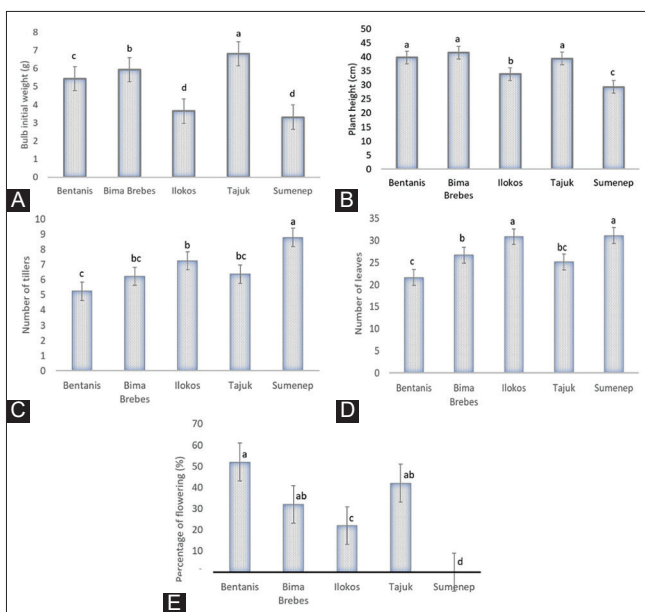 Bulb initial weight (g)
8
7
6
5
4
3
2
1
0
c
b
d
a
d
Bentanis
Bima Brebes
Ilokos
Tajuk
Sumenep
A
Plant height (cm)
50
45
40
35
30
25
20
15
10
5
0
a
a
b
a
c
Bentanis
Bima
Brebes
Ilokos
Tajuk
Sumenep
B
Number of tillers
10
9
8
7
6
5
4
3
2
1
0
c
bc
b
bc
a
Bentanis
Bima
Brebes
Ilokos
Tajuk
Sumenep
C
Number of leaves
35
30
25
20
15
10
5
0
c
b
a
bc
a
Bentanis
Bima
Brebes
Ilokos
Tajuk
Sumenep
D
Percentage of flowering (%)
70
60
50
40
30
20
10
-
a
ab
c
ab
d
Bentanis
Bima
Brebes
Ilokos
Tajuk
Sumenep
E